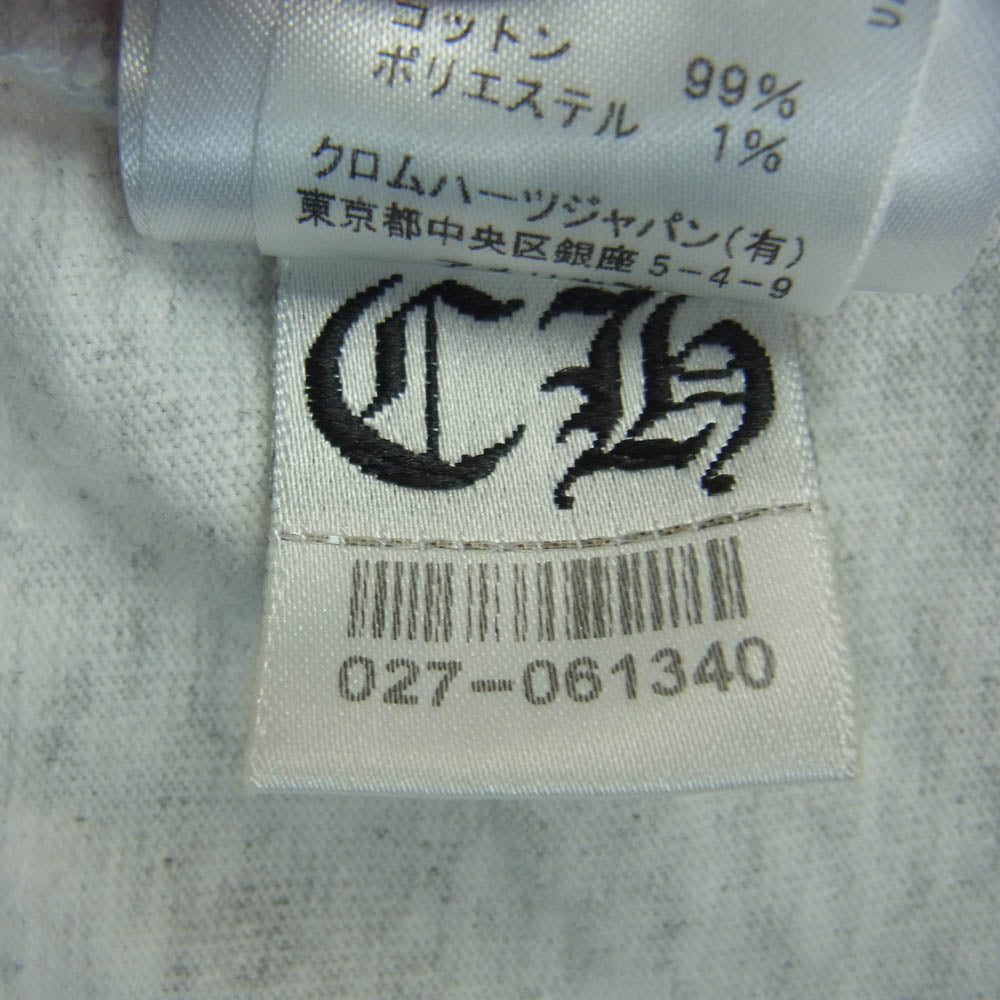 コットン 99%
ポリエステル 1%
クロムハーツジャパン(有)
東京都中央区銀座5-4-9
CH
027-061340